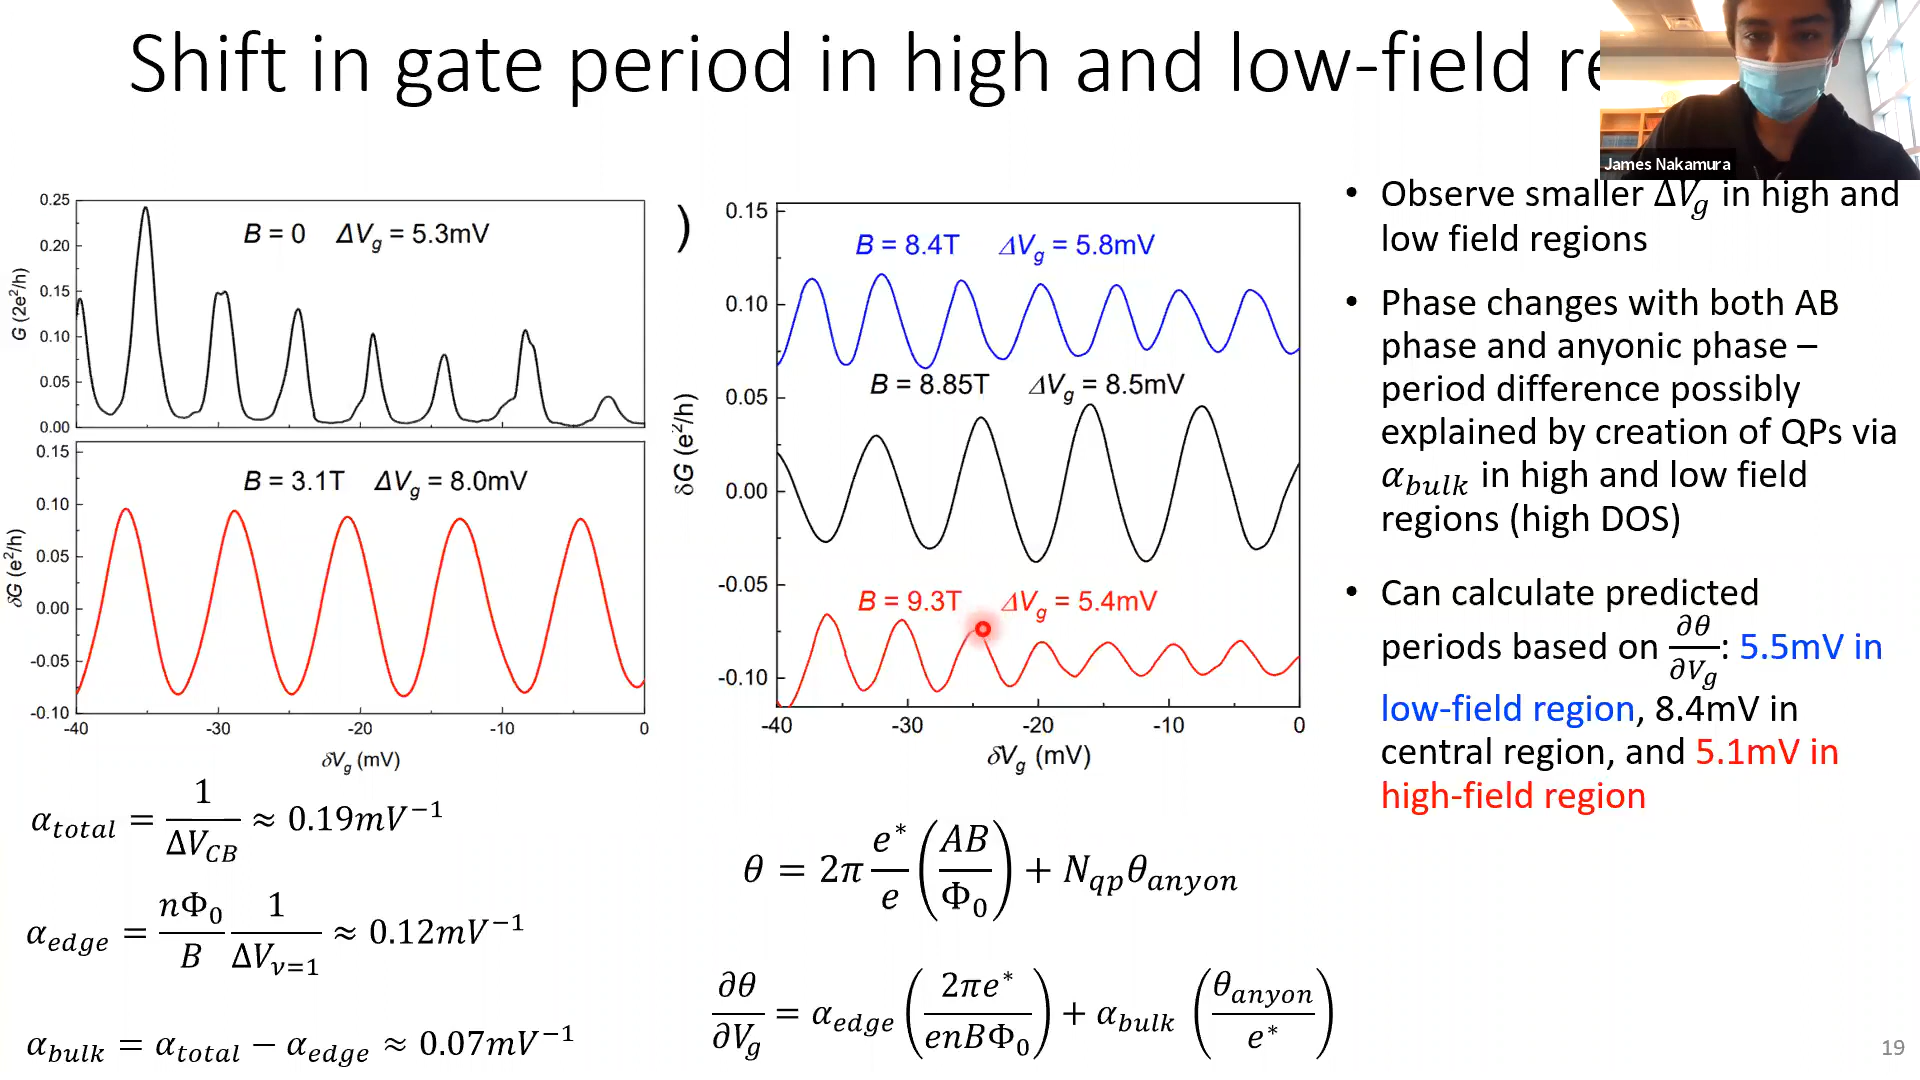 Shift in gate period in high and low-field re
James Nakamura
• Observe smaller ΔV_g in high and
low field regions
• Phase changes with both AB
phase and anyonic phase –
period difference possibly
explained by creation of QPs via
α_bulk in high and low field
regions (high DOS)
• Can calculate predicted
periods based on ∂θ/∂V_g: 5.5mV in
low-field region, 8.4mV in
central region, and 5.1mV in
high-field region
0.25
0.20
0.15
0.10
0.05
0.00
G (2e²/h)
B = 0 ΔV_g = 5.3mV
0.15
0.10
0.05
0.00
-0.05
-0.10
δG (e²/h)
B = 3.1T ΔV_g = 8.0mV
-40 -30 -20 -10 0
δV_g (mV)
)
0.15
0.10
0.05
0.00
-0.05
-0.10
δG (e²/h)
B = 8.4T ΔV_g = 5.8mV
B = 8.85T ΔV_g = 8.5mV
B = 9.3T ΔV_g = 5.4mV
-40 -30 -20 -10 0
δV_g (mV)
α_total = 1/ΔV_CB ≈ 0.19mV⁻¹
α_edge = nΦ₀/B 1/ΔV_ν=1 ≈ 0.12mV⁻¹
α_bulk = α_total − α_edge ≈ 0.07mV⁻¹
θ = 2π e*/e (AB/Φ₀) + N_qp θ_anyon
∂θ/∂V_g = α_edge (2πe*/enBΦ₀) + α_bulk (θ_anyon/e*)
19